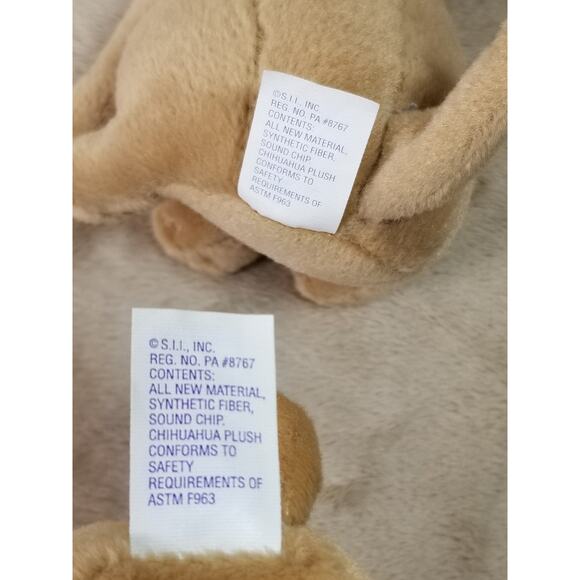 ©S.I.I., INC.
REG. NO. PA #8767
CONTENTS:
ALL NEW MATERIAL,
SYNTHETIC FIBER,
SOUND CHIP
CHIHUAHUA PLUSH
CONFORMS TO
SAFETY
REQUIREMENTS OF
ASTM F963
© S.I.I., INC.
REG. NO. PA #8767
CONTENTS:
ALL NEW MATERIAL,
SYNTHETIC FIBER,
SOUND CHIP.
CHIHUAHUA PLUSH
CONFORMS TO
SAFETY
REQUIREMENTS OF
ASTM F963